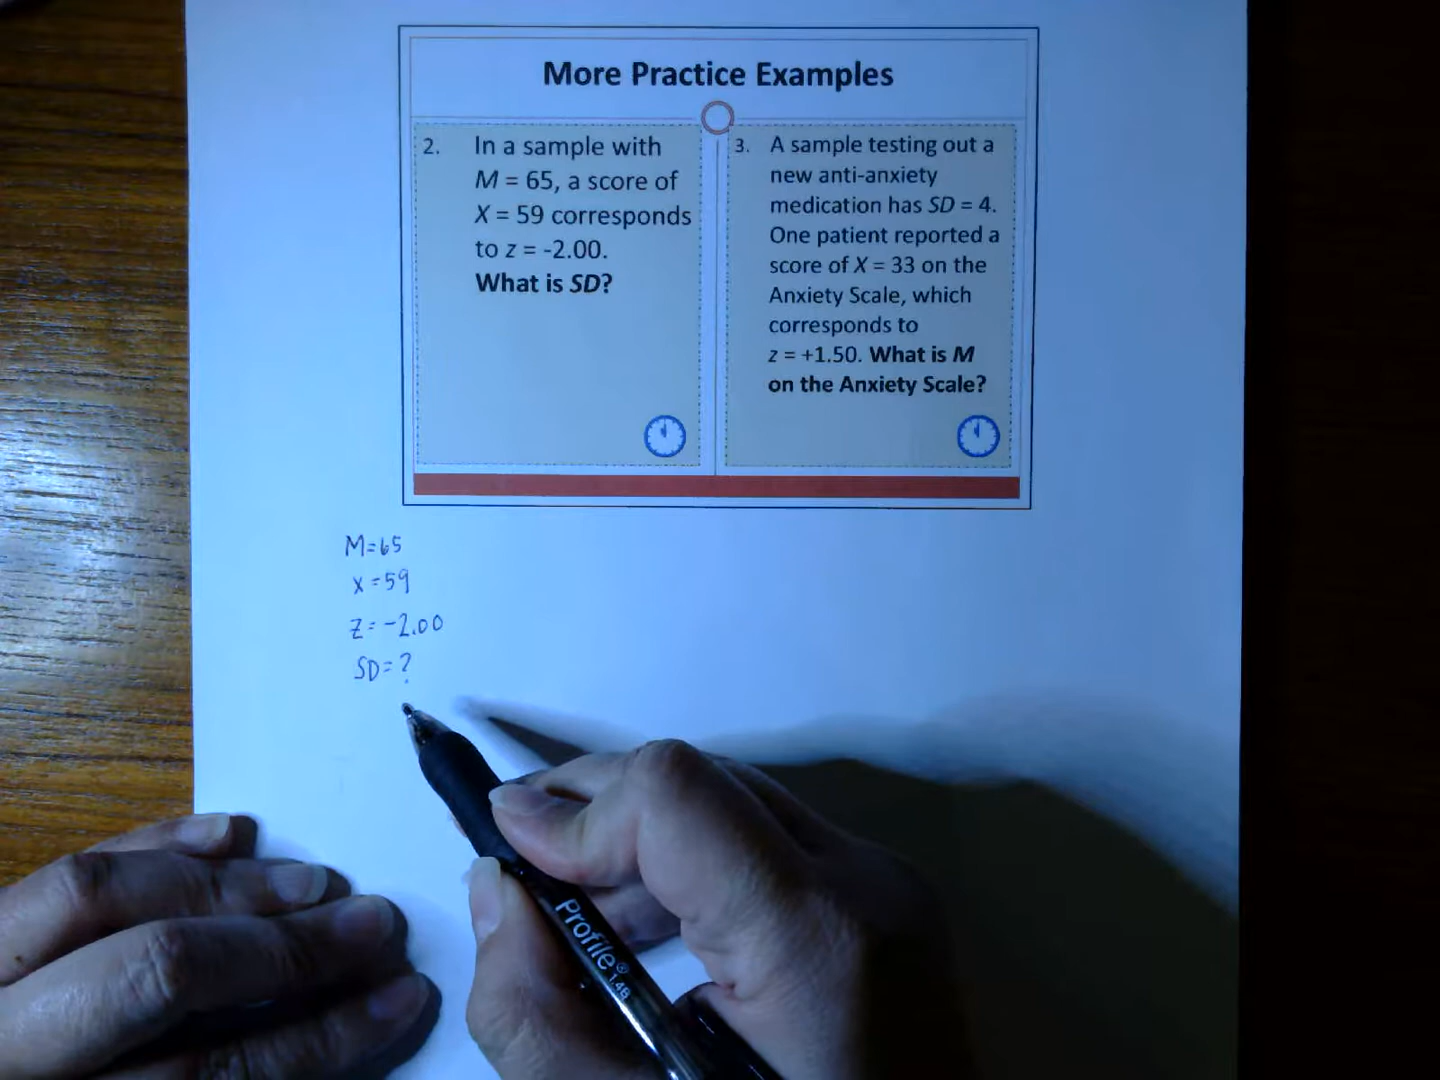 More Practice Examples
2. In a sample with
M = 65, a score of
X = 59 corresponds
to z = -2.00.
What is SD?
3. A sample testing out a
new anti-anxiety
medication has SD = 4.
One patient reported a
score of X = 33 on the
Anxiety Scale, which
corresponds to
z = +1.50. What is M
on the Anxiety Scale?
M=65
X=59
Z=-2.00
SD=?
Profile® 1.4B